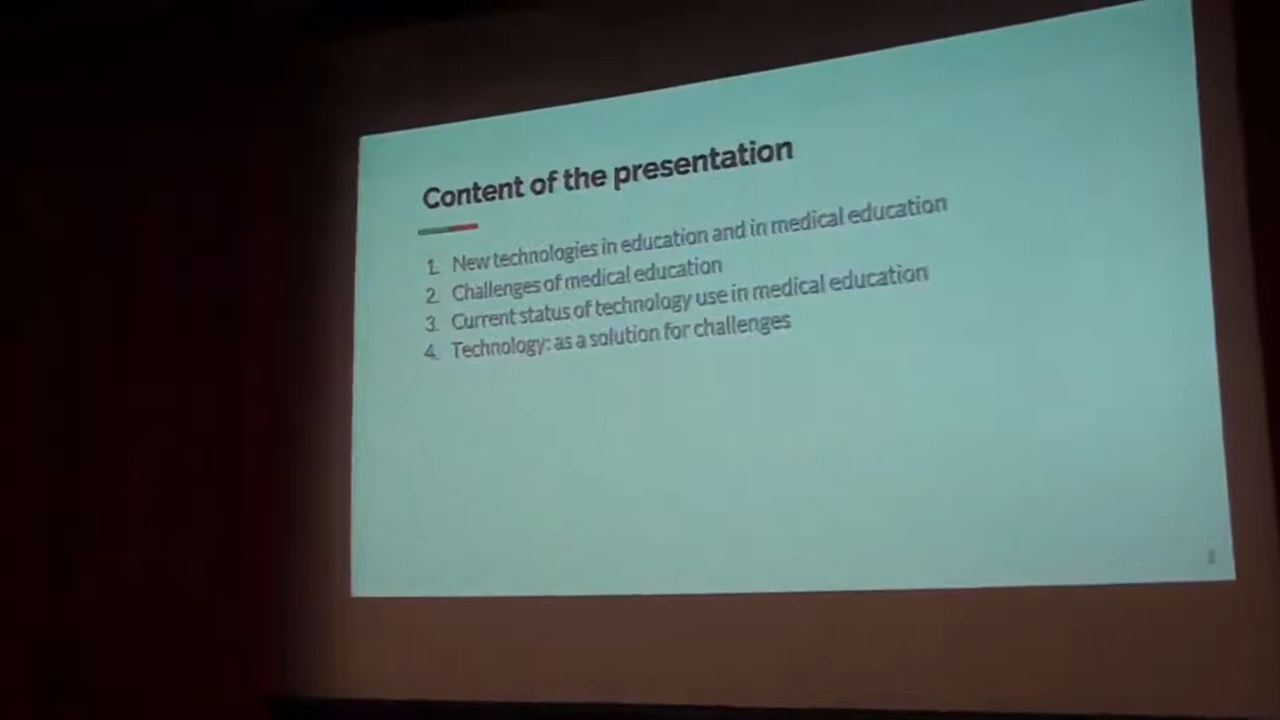 Content of the presentation
1. New technologies in education and in medical education
2. Challenges of medical education
3. Current status of technology use in medical education
4. Technology: as a solution for challenges